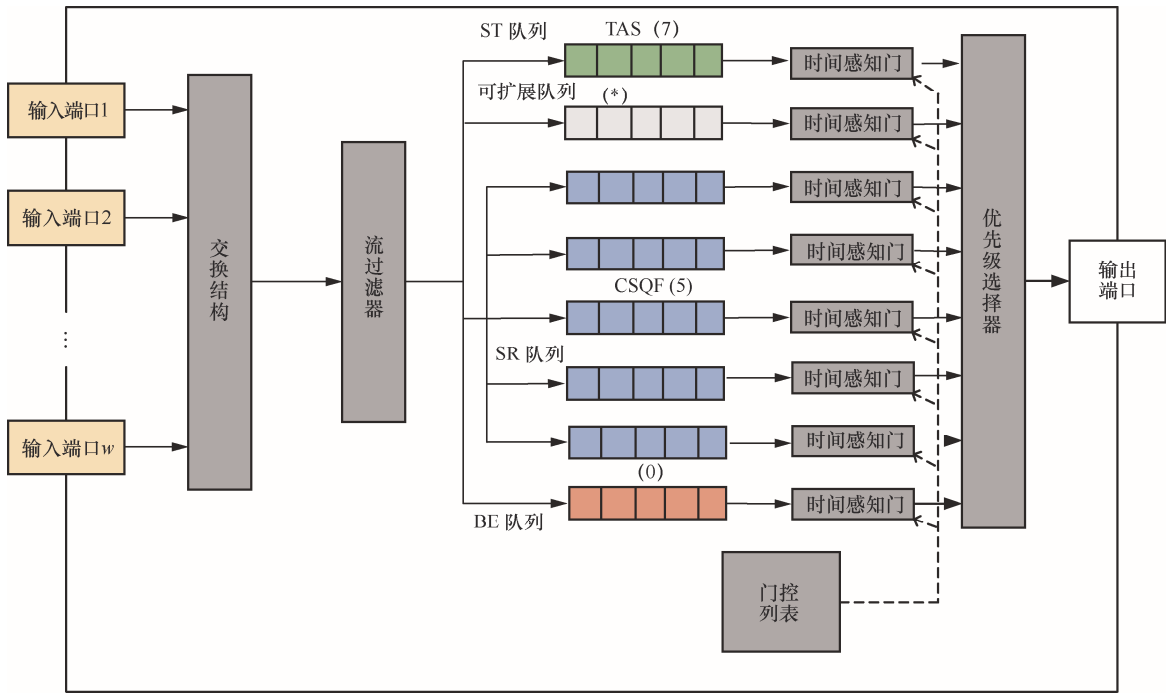 ST 队列
TAS (7)
时间感知门
可扩展队列
(*)
时间感知门
输入端口1
时间感知门
输入端口2
交换结构
流过滤器
时间感知门
优先级选择器
输出
端口
CSQF (5)
时间感知门
⋮
SR 队列
时间感知门
输入端口w
时间感知门
(0)
时间感知门
BE 队列
门控
列表